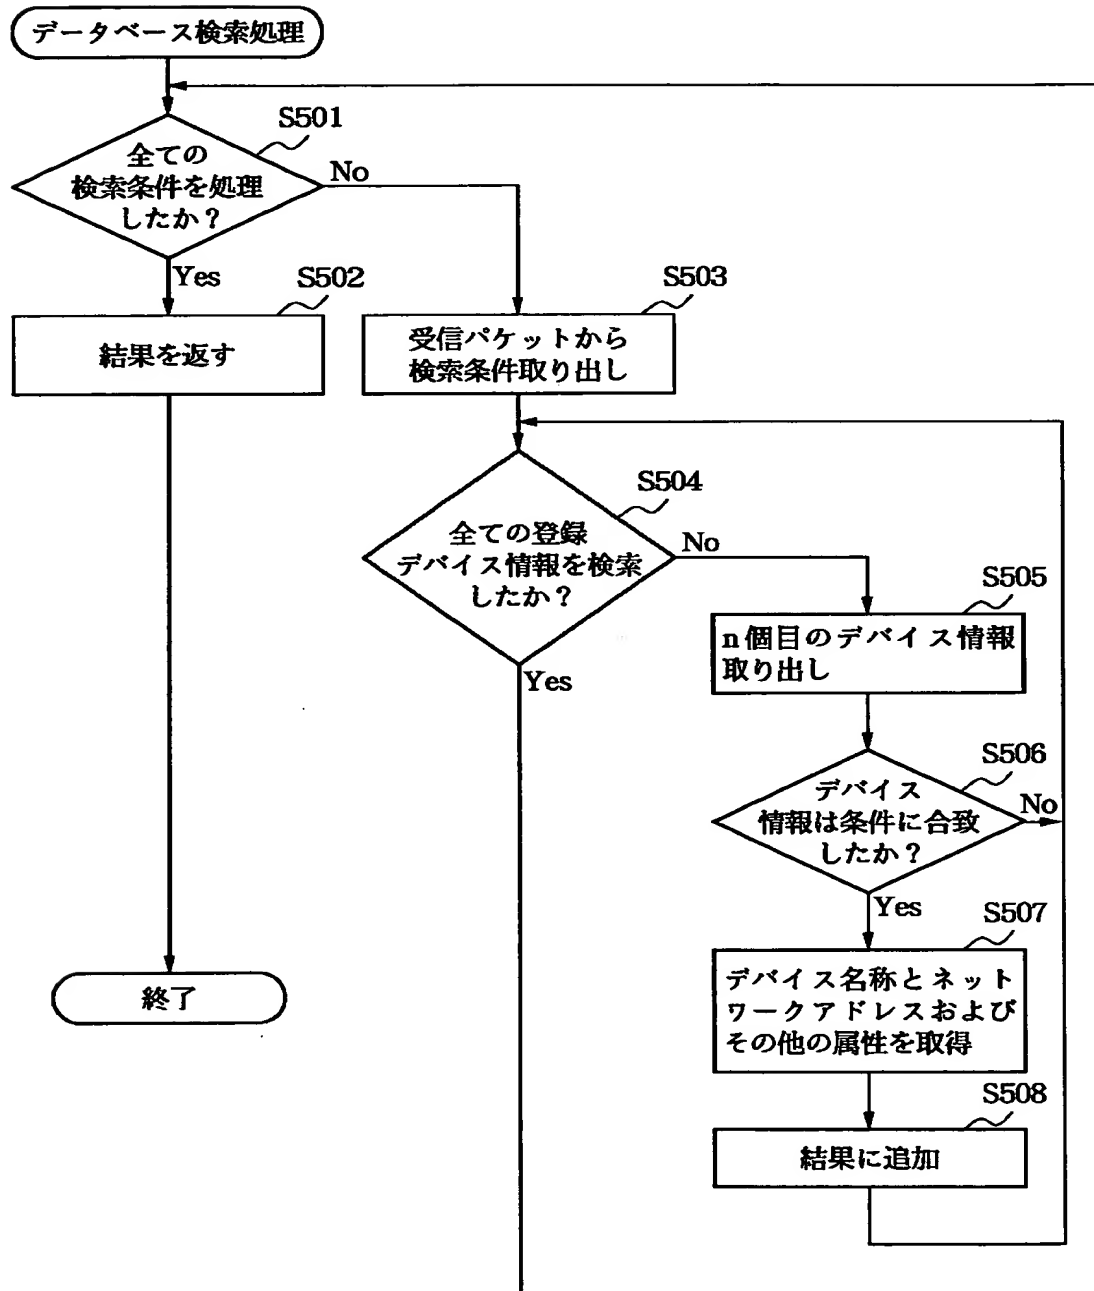 データベース検索処理
S501
全ての
検索条件を処理
したか？
No
Yes
S502
結果を返す
S503
受信パケットから
検索条件取り出し
S504
全ての登録
デバイス情報を検索
したか？
No
Yes
S505
n個目のデバイス情報
取り出し
S506
デバイス
情報は条件に合致
したか？
No
Yes
S507
デバイス名称とネット
ワークアドレスおよび
その他の属性を取得
S508
結果に追加
終了